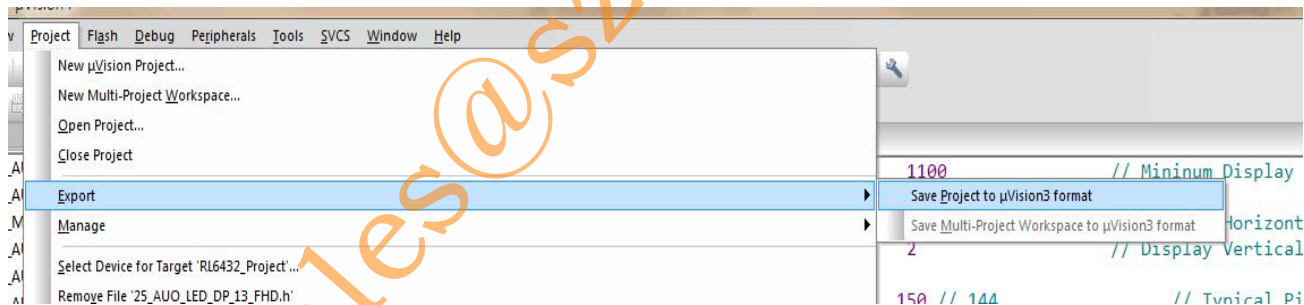 Project Flash Debug Peripherals Tools SVCS Window Help
New µVision Project...
New Multi-Project Workspace...
Open Project...
Close Project
1100 // Mininum Display
Export
Save Project to µVision3 format
Manage
Save Multi-Project Workspace to µVision3 format
2 // Display Vertical
Select Device for Target 'RL6432_Project'...
Remove File '25_AUO_LED_DP_13_FHD.h'
150 // 144 // Typical Pi